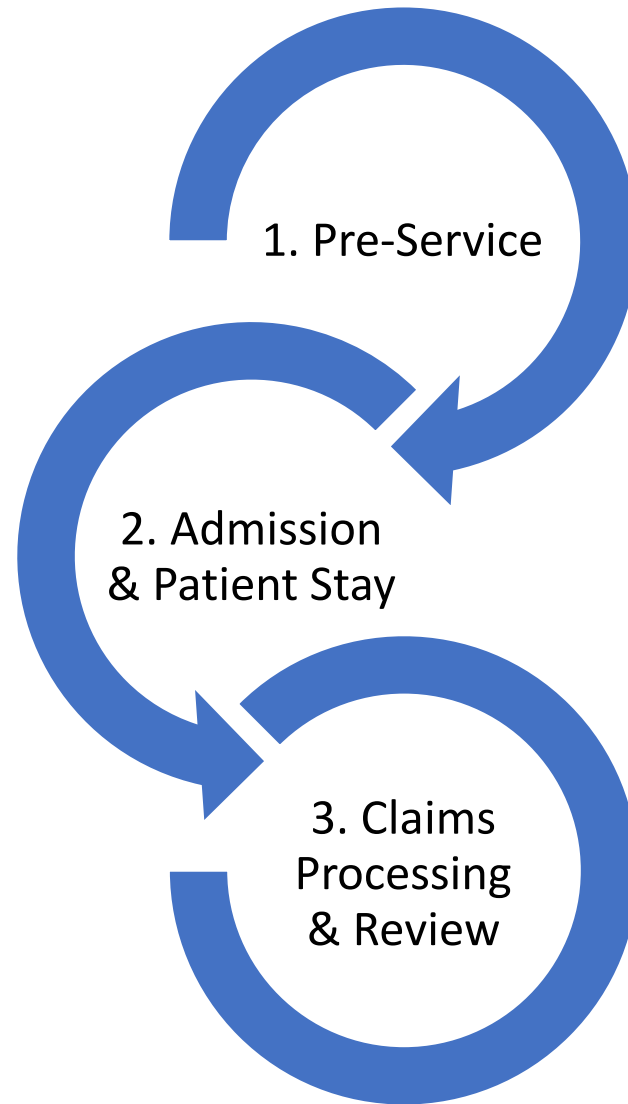 1. Pre-Service
2. Admission
& Patient Stay
3. Claims
Processing
& Review